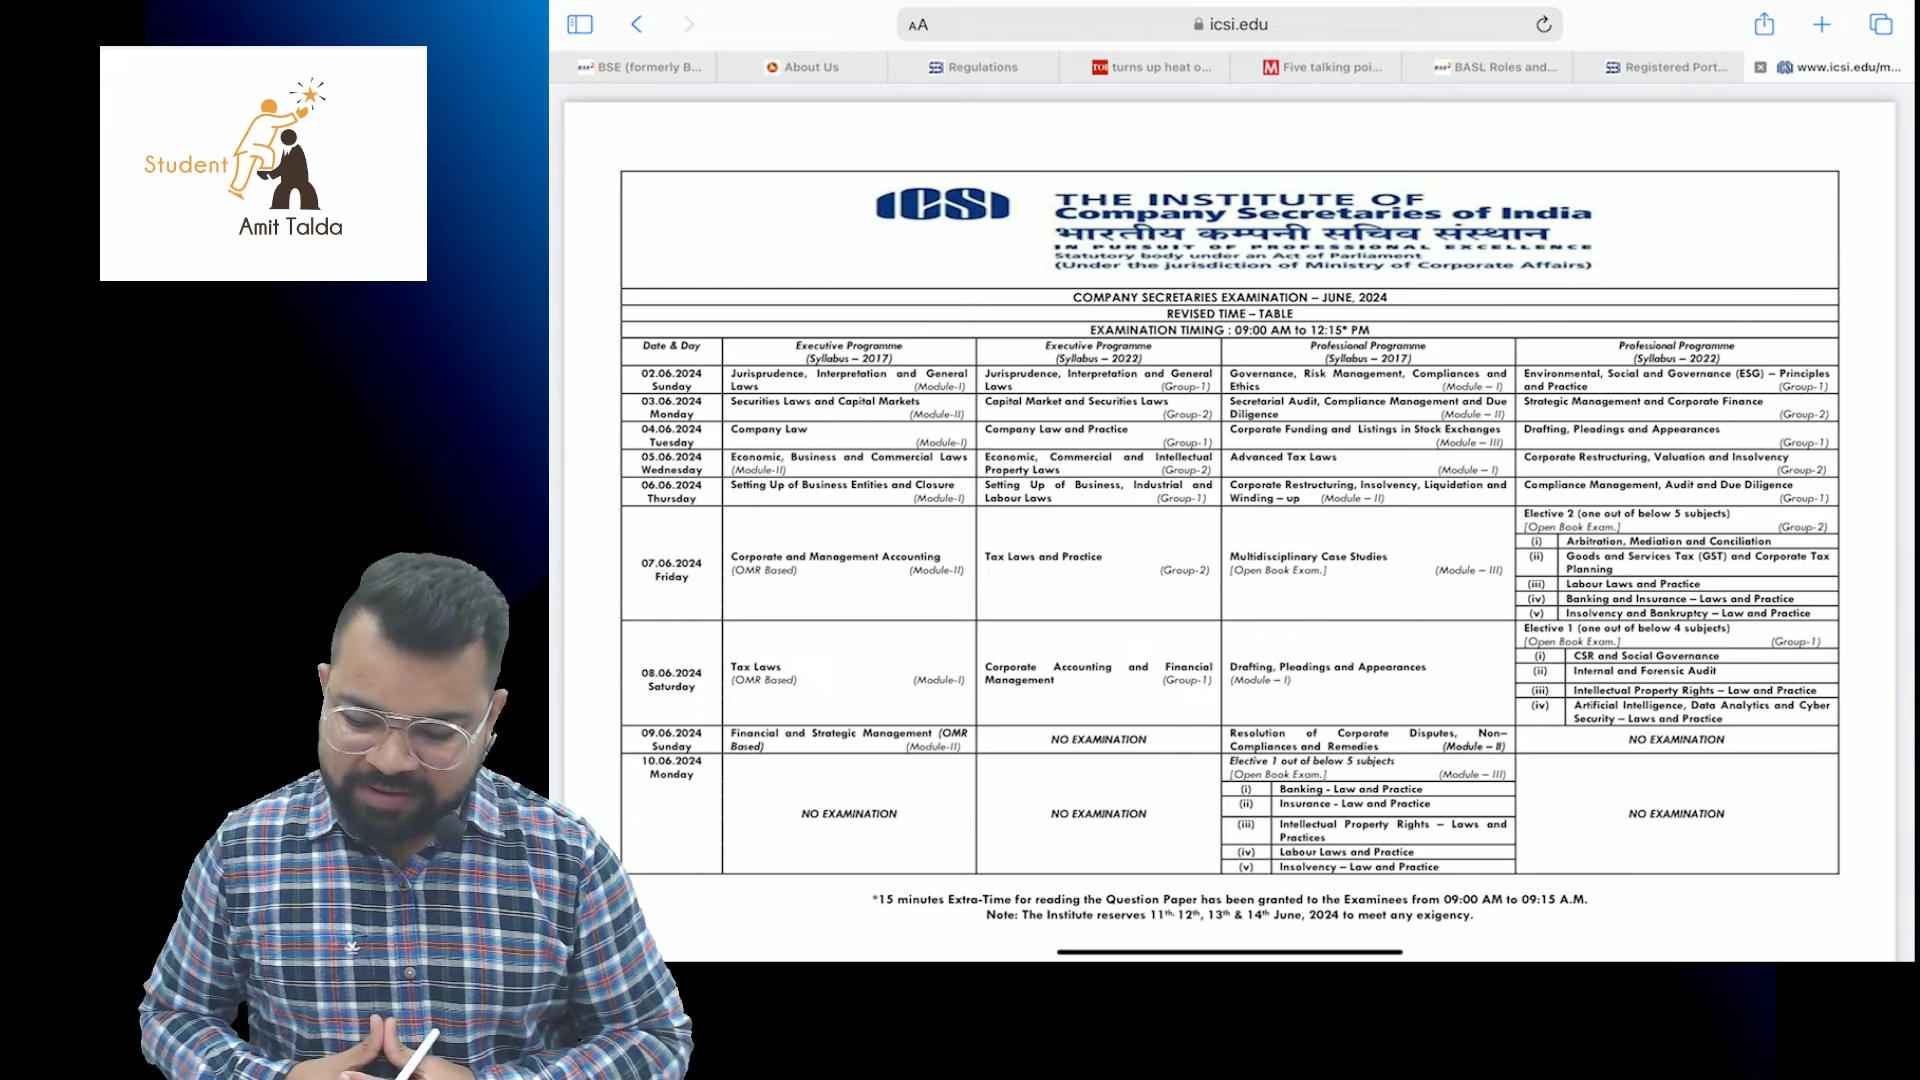 Student
Amit Talda
AA
icsi.edu
BSE (formerly B...
About Us
Regulations
TOI turns up heat o...
M Five talking poi...
BASL Roles and...
Registered Port...
www.icsi.edu/m...
ICSI
THE INSTITUTE OF
Company Secretaries of India
भारतीय कम्पनी सचिव संस्थान
IN PURSUIT OF PROFESSIONAL EXCELLENCE
Statutory body under an Act of Parliament
(Under the jurisdiction of Ministry of Corporate Affairs)
COMPANY SECRETARIES EXAMINATION – JUNE, 2024
REVISED TIME – TABLE
EXAMINATION TIMING : 09:00 AM to 12:15* PM
Date & Day
Executive Programme
(Syllabus – 2017)
Executive Programme
(Syllabus – 2022)
Professional Programme
(Syllabus – 2017)
Professional Programme
(Syllabus – 2022)
02.06.2024
Sunday
Jurisprudence, Interpretation and General
Laws (Module-I)
Jurisprudence, Interpretation and General
Laws (Group-1)
Governance, Risk Management, Compliances and
Ethics (Module – I)
Environmental, Social and Governance (ESG) – Principles
and Practice (Group-1)
03.06.2024
Monday
Securities Laws and Capital Markets
(Module-II)
Capital Market and Securities Laws
(Group-2)
Secretarial Audit, Compliance Management and Due
Diligence (Module – II)
Strategic Management and Corporate Finance
(Group-2)
04.06.2024
Tuesday
Company Law
(Module-I)
Company Law and Practice
(Group-1)
Corporate Funding and Listings in Stock Exchanges
(Module – III)
Drafting, Pleadings and Appearances
(Group-1)
05.06.2024
Wednesday
Economic, Business and Commercial Laws
(Module-II)
Economic, Commercial and Intellectual
Property Laws (Group-2)
Advanced Tax Laws
(Module – I)
Corporate Restructuring, Valuation and Insolvency
(Group-2)
06.06.2024
Thursday
Setting Up of Business Entities and Closure
(Module-I)
Setting Up of Business, Industrial and
Labour Laws (Group-1)
Corporate Restructuring, Insolvency, Liquidation and
Winding – up (Module – II)
Compliance Management, Audit and Due Diligence
(Group-1)
07.06.2024
Friday
Corporate and Management Accounting
(OMR Based) (Module-II)
Tax Laws and Practice
(Group-2)
Multidisciplinary Case Studies
[Open Book Exam.] (Module – III)
Elective 2 (one out of below 5 subjects)
[Open Book Exam.] (Group-2)
(i) Arbitration, Mediation and Conciliation
(ii) Goods and Services Tax (GST) and Corporate Tax
Planning
(iii) Labour Laws and Practice
(iv) Banking and Insurance – Laws and Practice
(v) Insolvency and Bankruptcy – Law and Practice
08.06.2024
Saturday
Tax Laws
(OMR Based) (Module-I)
Corporate Accounting and Financial
Management (Group-1)
Drafting, Pleadings and Appearances
(Module – I)
Elective 1 (one out of below 4 subjects)
[Open Book Exam.] (Group-1)
(i) CSR and Social Governance
(ii) Internal and Forensic Audit
(iii) Intellectual Property Rights – Law and Practice
(iv) Artificial Intelligence, Data Analytics and Cyber
Security – Laws and Practice
09.06.2024
Sunday
Financial and Strategic Management (OMR
Based) (Module-II)
NO EXAMINATION
Resolution of Corporate Disputes, Non–
Compliances and Remedies (Module – II)
NO EXAMINATION
10.06.2024
Monday
NO EXAMINATION
NO EXAMINATION
Elective 1 out of below 5 subjects
[Open Book Exam.] (Module – III)
(i) Banking - Law and Practice
(ii) Insurance - Law and Practice
(iii) Intellectual Property Rights – Laws and
Practices
(iv) Labour Laws and Practice
(v) Insolvency – Law and Practice
NO EXAMINATION
*15 minutes Extra-Time for reading the Question Paper has been granted to the Examinees from 09:00 AM to 09:15 A.M.
Note: The Institute reserves 11th, 12th, 13th & 14th June, 2024 to meet any exigency.